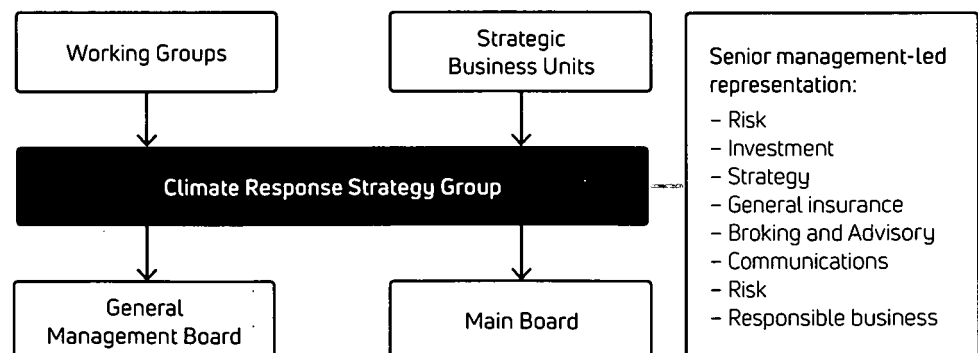 Working Groups
Strategic
Business Units
Climate Response Strategy Group
General
Management Board
Main Board
Senior management-led
representation:
– Risk
– Investment
– Strategy
– General insurance
– Broking and Advisory
– Communications
– Risk
– Responsible business